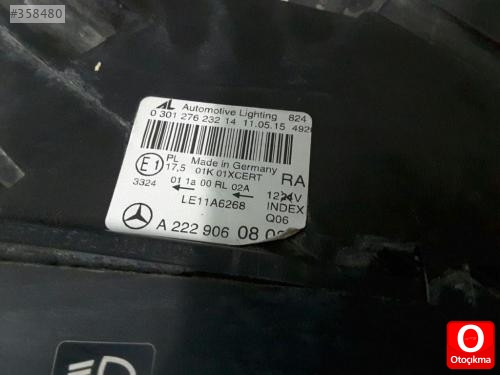 #358480
AL Automotive Lighting 824
0 301 276 232 14 11.05.15
E1 PL Made in Germany
17,5 01K 01XCERT RA
3324 01 1a 00 RL 02A 1224V
LE11A6268 INDEX
Q06
A 222 906 08
O
Otoçıkma